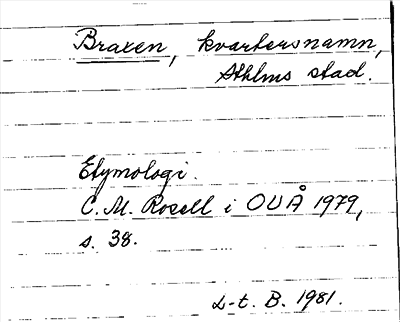 Braxen, kvartersnamn,
Sthlms stad.
Etymologi.
C. M. Rosell i OUÅ 1979,
s. 38.
L-t. B. 1981.